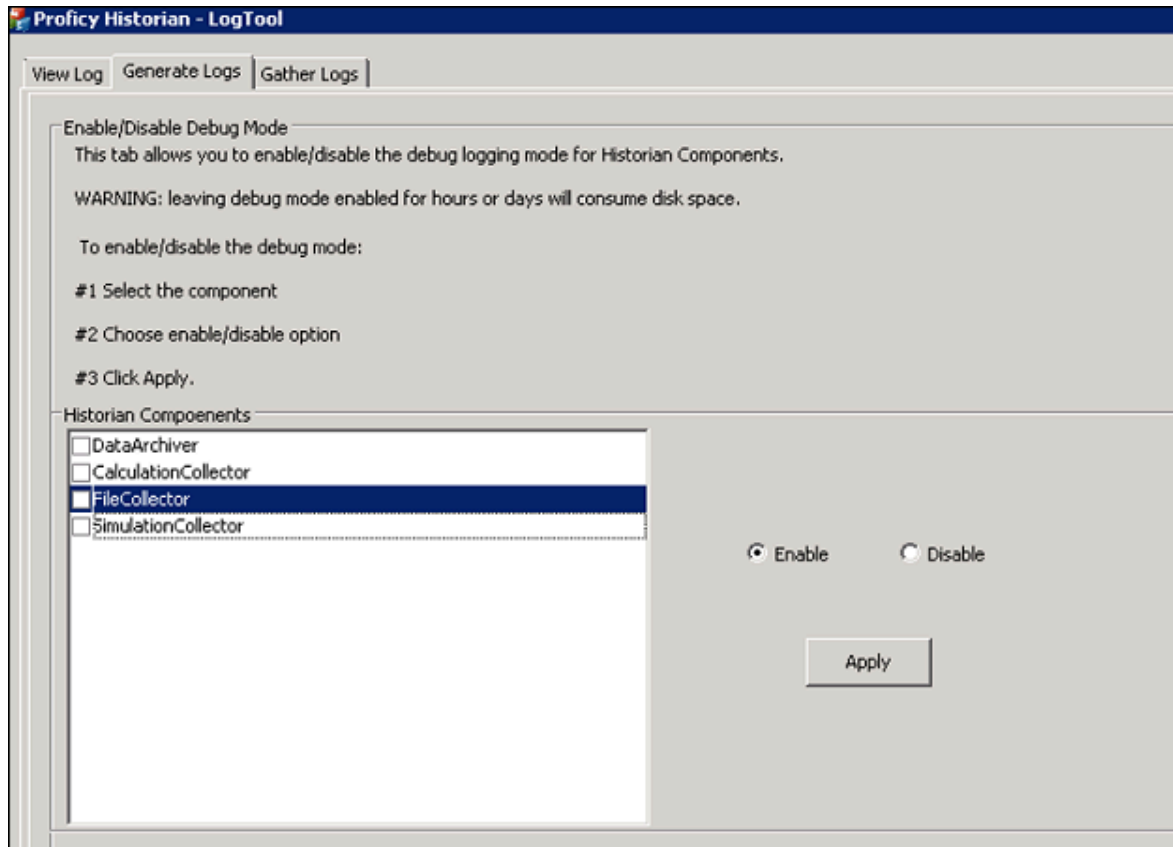 Proficy Historian - LogTool
View Log Generate Logs Gather Logs
Enable/Disable Debug Mode
This tab allows you to enable/disable the debug logging mode for Historian Components.
WARNING: leaving debug mode enabled for hours or days will consume disk space.
To enable/disable the debug mode:
#1 Select the component
#2 Choose enable/disable option
#3 Click Apply.
Historian Compoenents
DataArchiver
CalculationCollector
FileCollector
SimulationCollector
Enable Disable
Apply